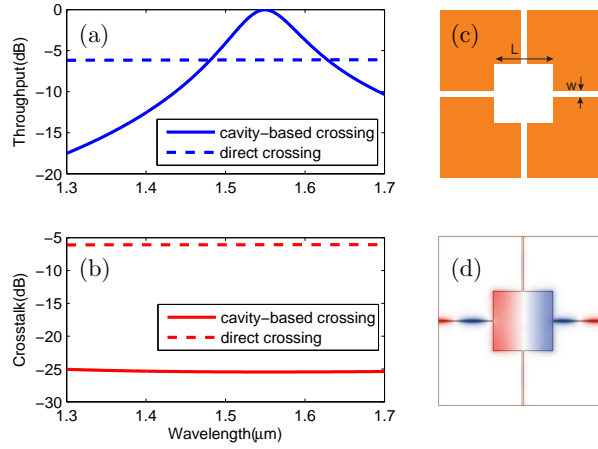 (a)
Throughput(dB)
0
−5
−10
−15
−20
cavity−based crossing
direct crossing
1.3
1.4
1.5
1.6
1.7
(b)
Crosstalk(dB)
−5
−10
−15
−20
−25
−30
cavity−based crossing
direct crossing
1.3
1.4
1.5
1.6
1.7
Wavelength(μm)
(c)
L
w
(d)